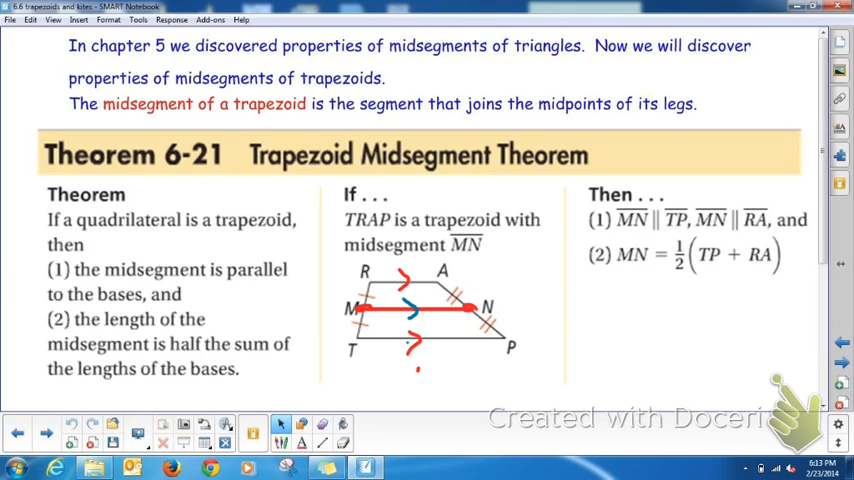 6.6 trapezoids and kites - SMART Notebook
File Edit View Insert Format Tools Response Add-ons Help
In chapter 5 we discovered properties of midsegments of triangles. Now we will discover
properties of midsegments of trapezoids.
The midsegment of a trapezoid is the segment that joins the midpoints of its legs.
Theorem 6-21 Trapezoid Midsegment Theorem
Theorem
If a quadrilateral is a trapezoid,
then
(1) the midsegment is parallel
to the bases, and
(2) the length of the
midsegment is half the sum of
the lengths of the bases.
If . . .
TRAP is a trapezoid with
midsegment MN
R A
M N
T P
Then . . .
(1) MN ∥ TP, MN ∥ RA, and
(2) MN = 1/2 (TP + RA)
Created with Doceri
6:13 PM
2/23/2014